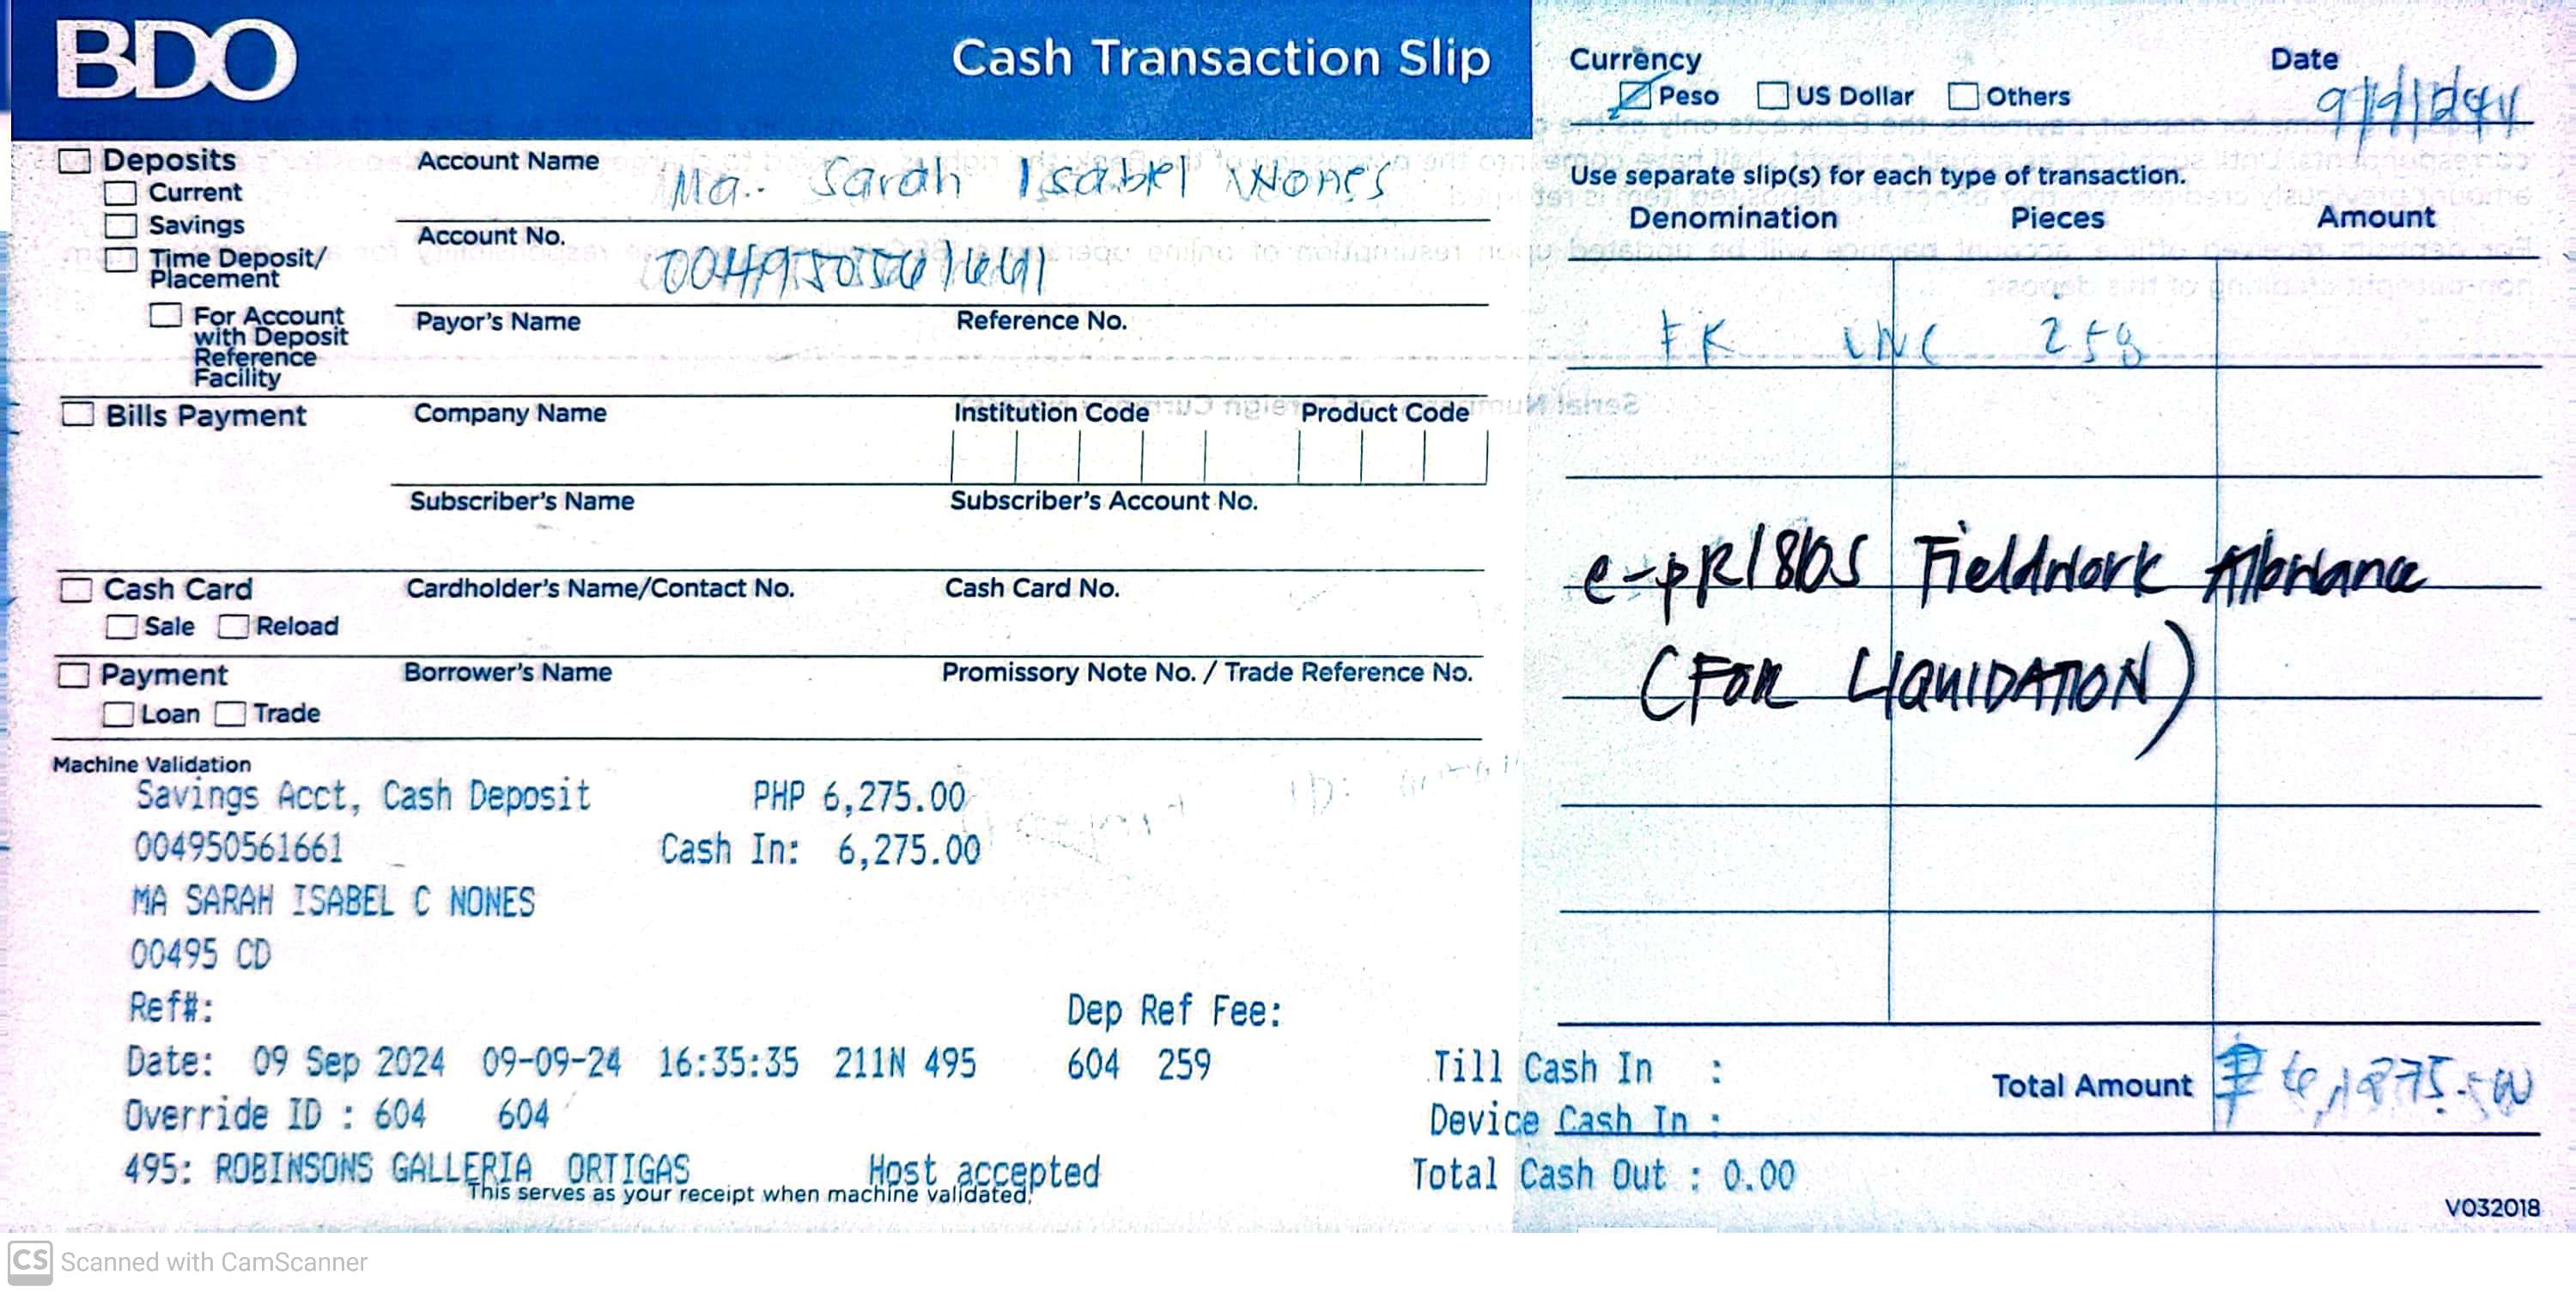 BDO
Cash Transaction Slip
Currency
Peso US Dollar Others
Date
9/9/24
Use separate slip(s) for each type of transaction.
Denomination Pieces Amount
Deposits
Current
Savings
Time Deposit/
Placement
For Account
with Deposit
Reference
Facility
Account Name
Ma. Sarah Isabel Nones
Account No.
004950561661
Payor's Name Reference No.
Bills Payment
Company Name Institution Code Product Code
Subscriber's Name Subscriber's Account No.
Cash Card
Sale Reload
Cardholder's Name/Contact No. Cash Card No.
Payment
Loan Trade
Borrower's Name Promissory Note No. / Trade Reference No.
FK 258
Fieldwork Allowance
(FOR LIQUIDATION)
Machine Validation
Savings Acct, Cash Deposit PHP 6,275.00
004950561661 Cash In: 6,275.00
MA SARAH ISABEL C NONES
00495 CD
Ref#: Dep Ref Fee:
Date: 09 Sep 2024 09-09-24 16:35:35 211N 495 604 259 Till Cash In :
Override ID : 604 604 Device Cash In :
495: ROBINSONS GALLERIA ORTIGAS Host accepted Total Cash Out : 0.00
This serves as your receipt when machine validated.
Total Amount
V032018
CS Scanned with CamScanner